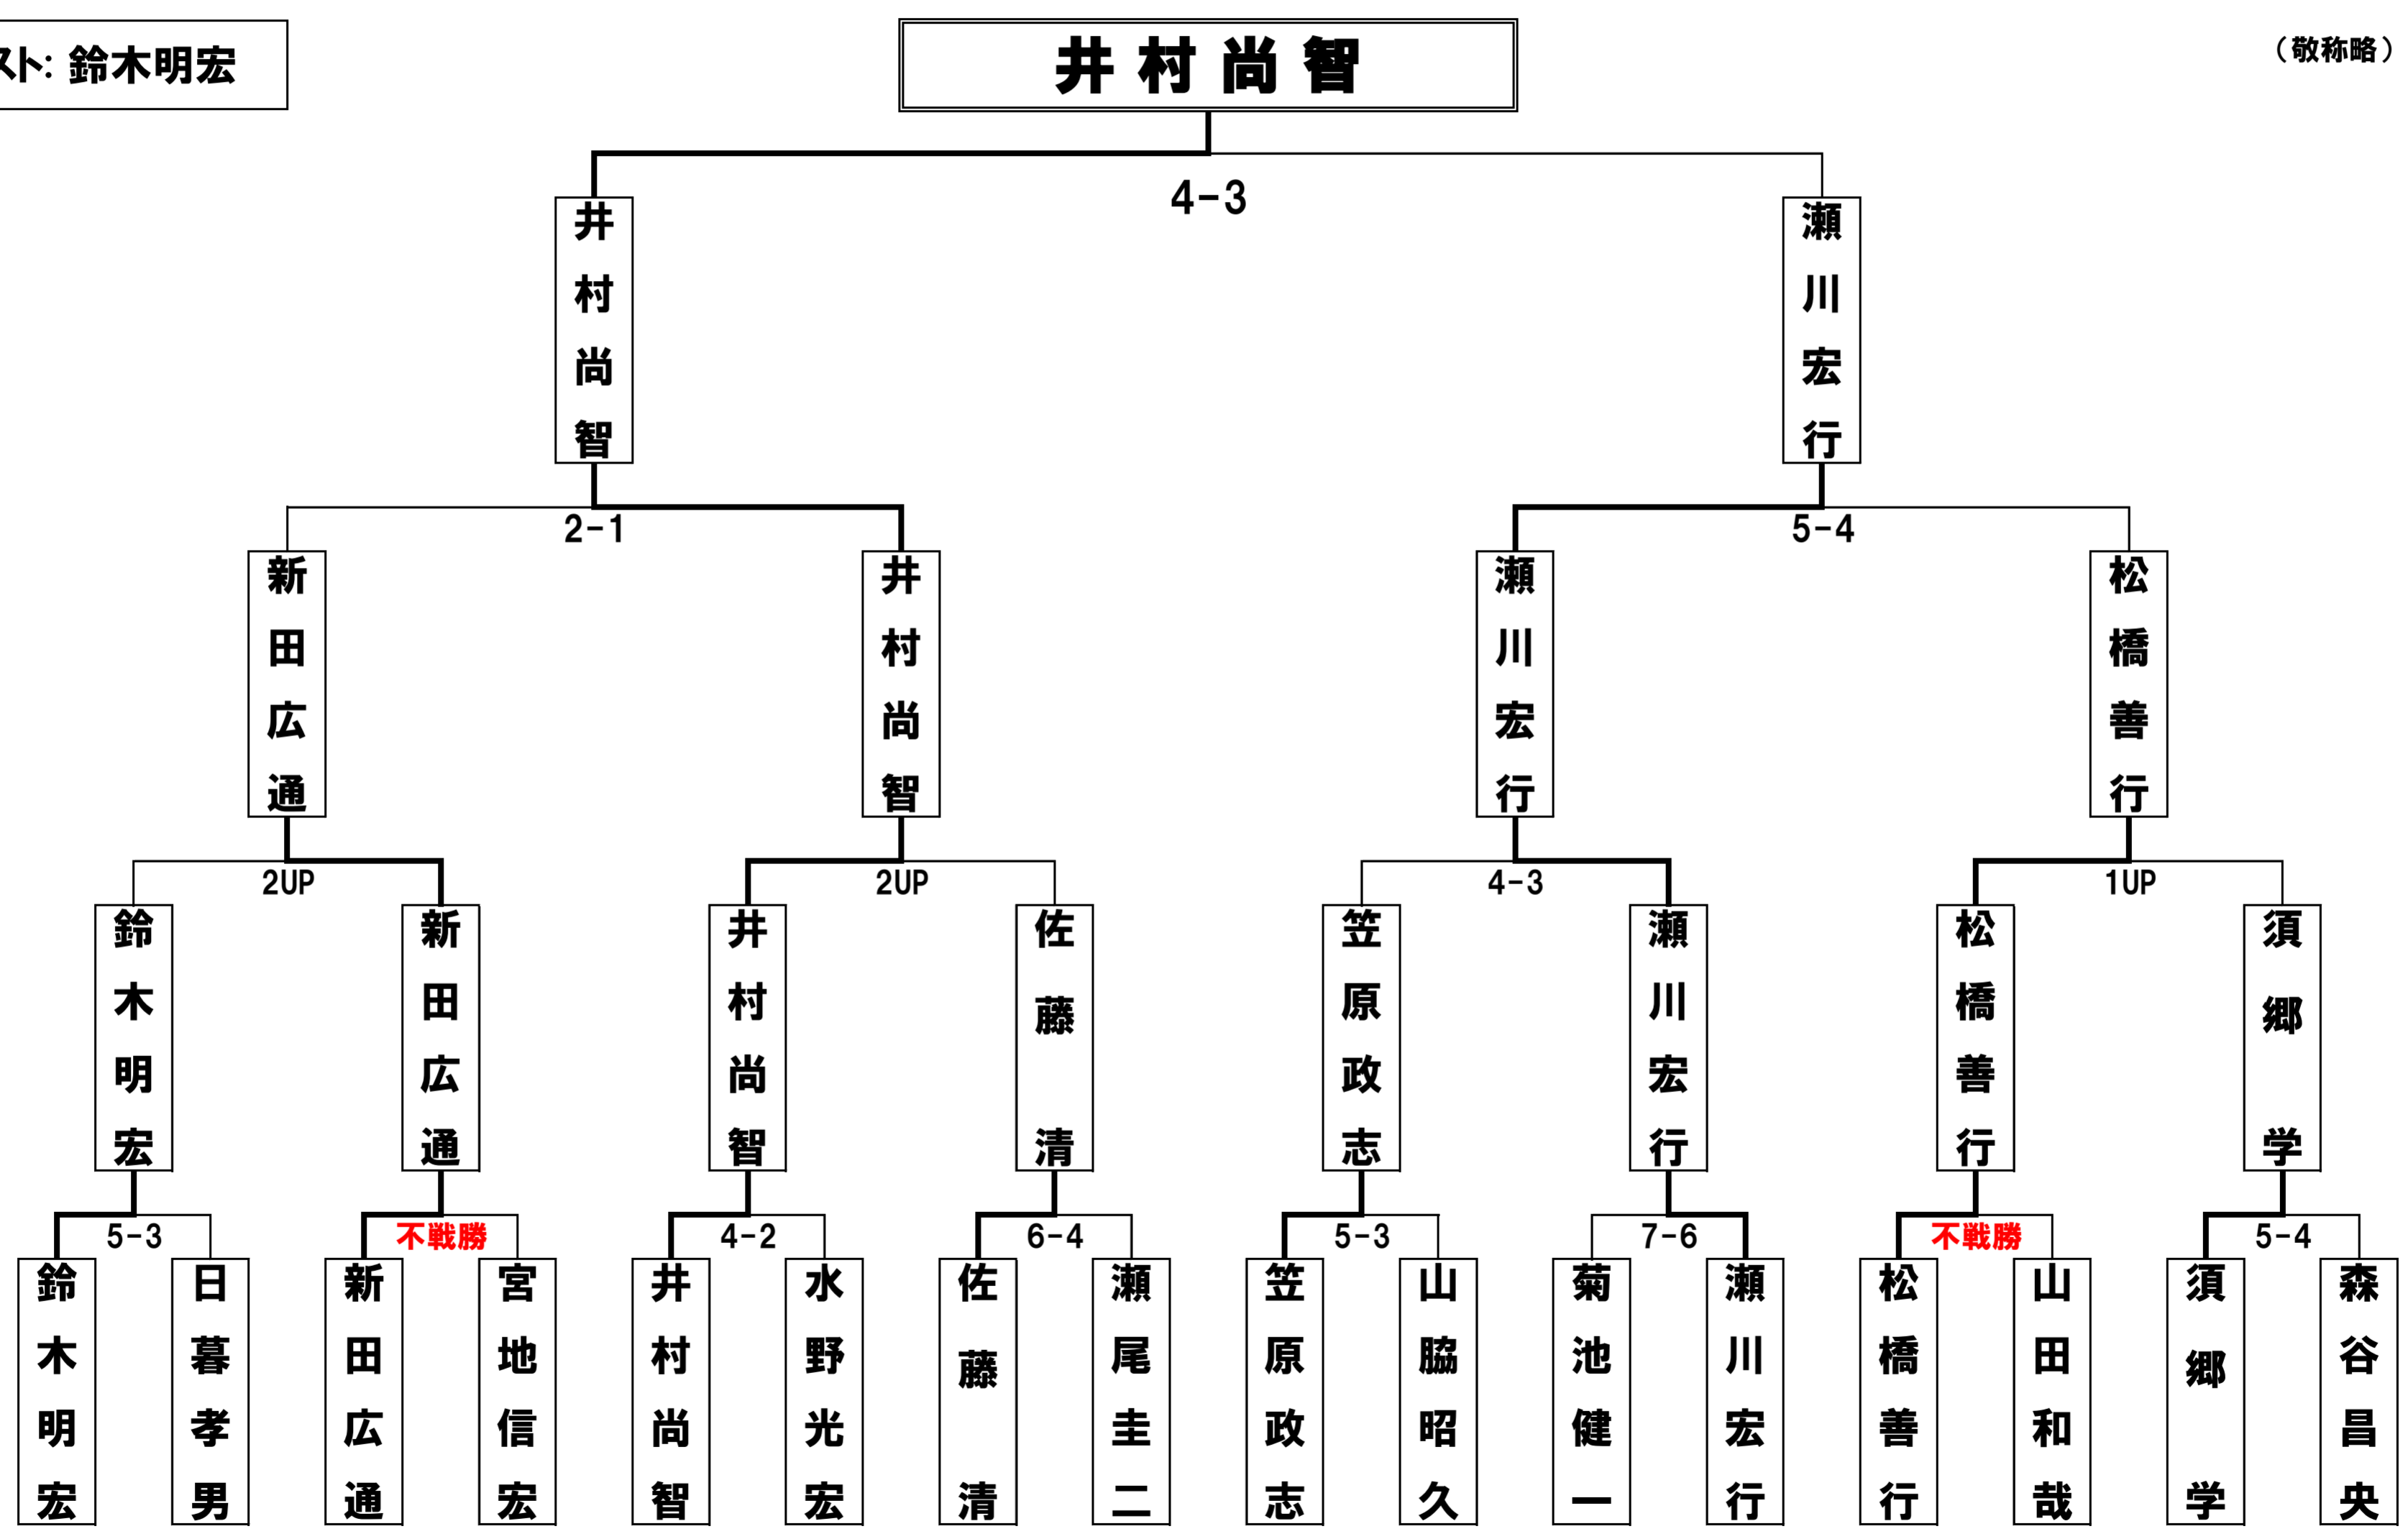 スト: 鈴木明宏
井村尚智
（敬称略）
4-3
井村尚智
瀬川宏行
2-1
5-4
新田広通
井村尚智
瀬川宏行
松橋善行
2UP
2UP
4-3
1UP
鈴木明宏
新田広通
井村尚智
佐藤清
笠原政志
瀬川宏行
松橋善行
須郷学
5-3
不戦勝
4-2
6-4
5-3
7-6
不戦勝
5-4
鈴木明宏
日暮孝男
新田広通
宮地信宏
井村尚智
水野光宏
佐藤清
瀬尾圭二
笠原政志
山脇昭久
菊池健一
瀬川宏行
松橋善行
山田和哉
須郷学
森谷昌央